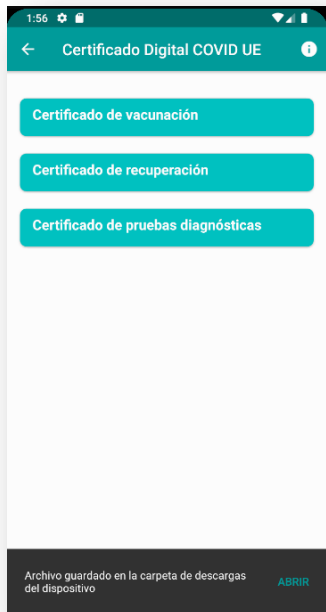 1:56
Certificado Digital COVID UE
Certificado de vacunación
Certificado de recuperación
Certificado de pruebas diagnósticas
Archivo guardado en la carpeta de descargas
del dispositivo
ABRIR